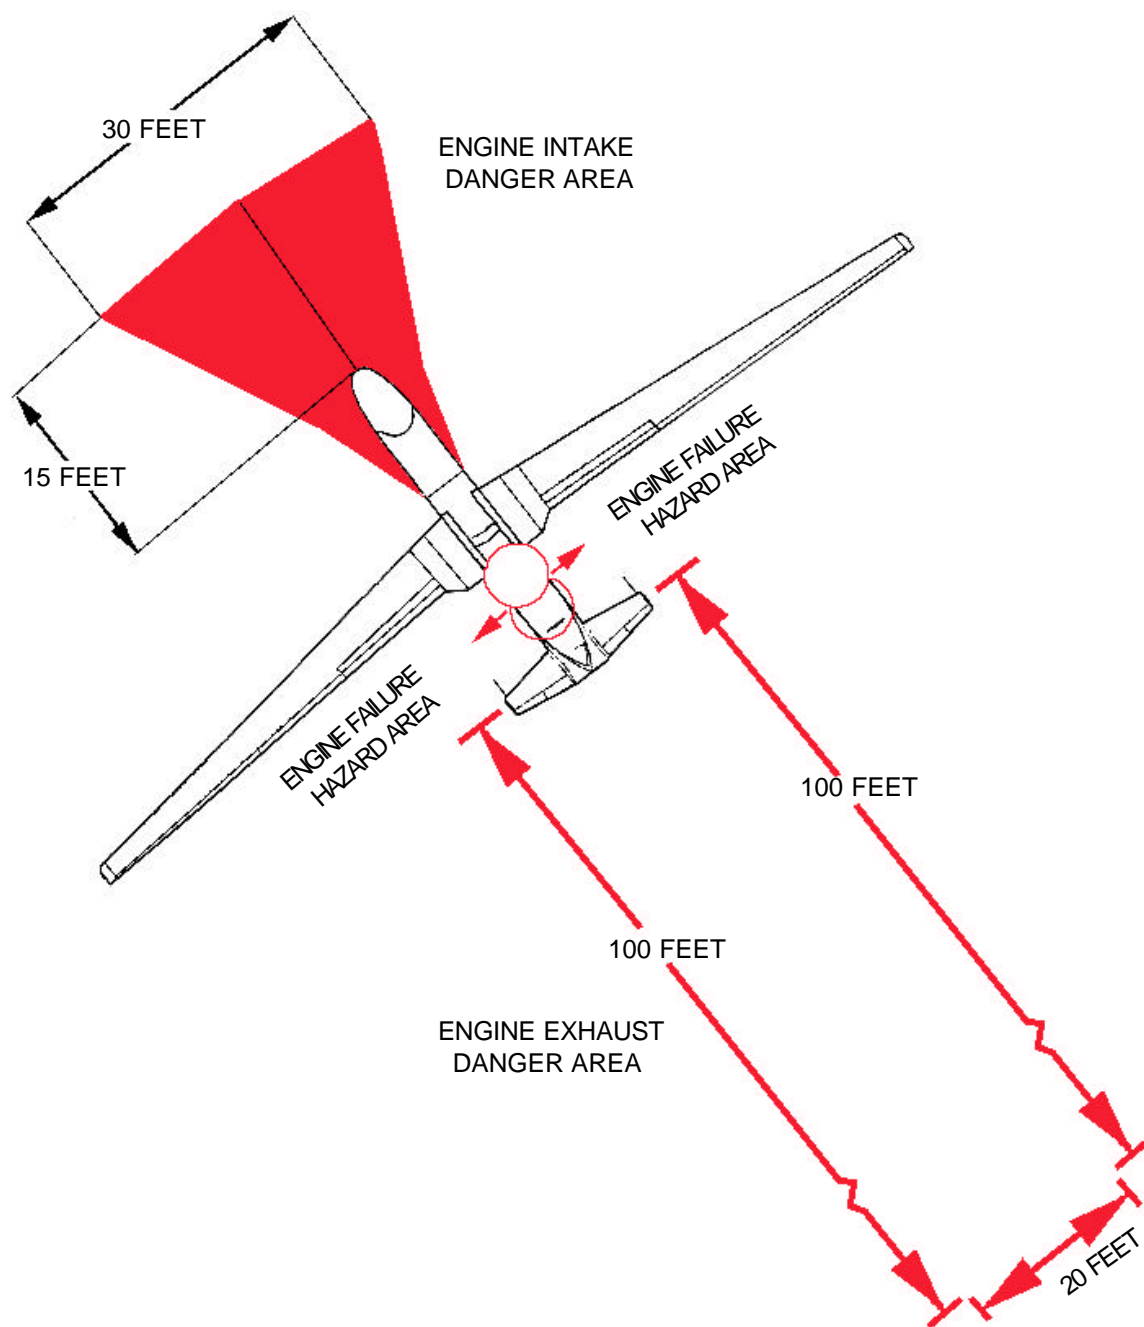 30 FEET
ENGINE INTAKE
DANGER AREA
15 FEET
ENGINE FAILURE
HAZARD AREA
ENGINE FAILURE
HAZARD AREA
100 FEET
100 FEET
ENGINE EXHAUST
DANGER AREA
20 FEET